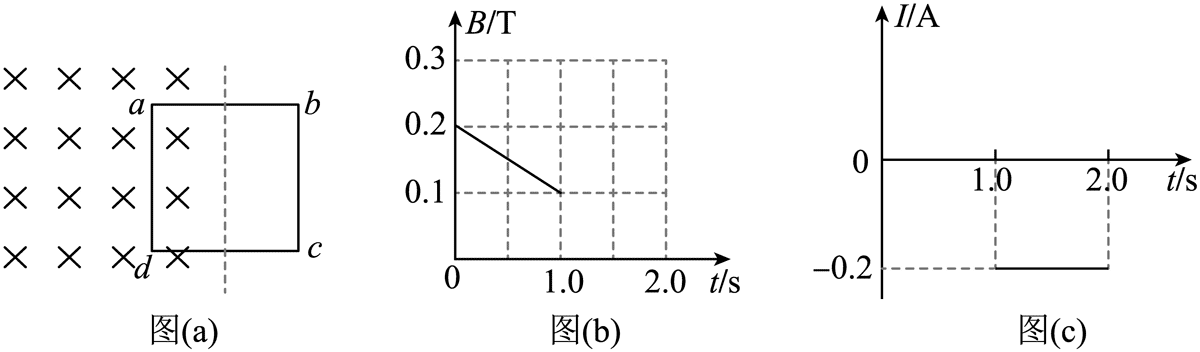 a
b
d
c
图(a)
B/T
0.3
0.2
0.1
0
1.0
2.0
t/s
图(b)
I/A
0
1.0
2.0
t/s
−0.2
图(c)